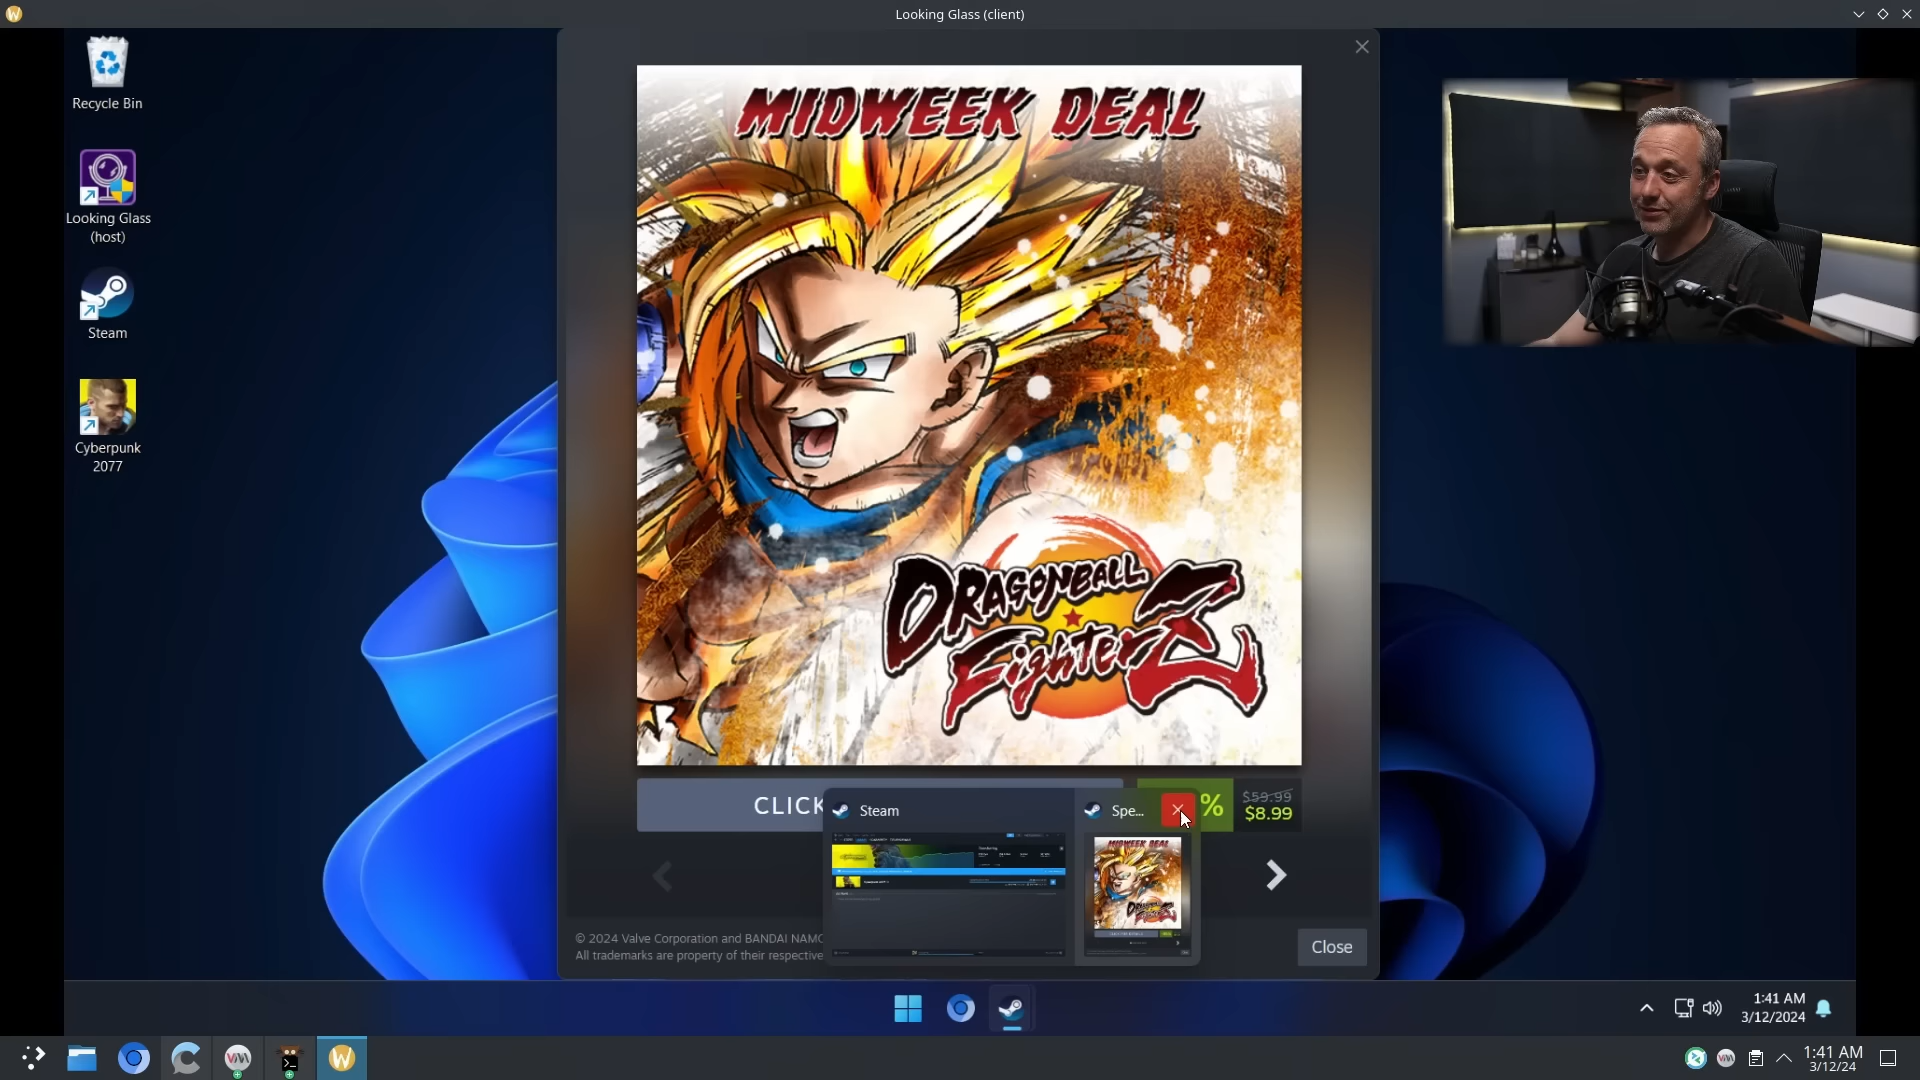 Looking Glass (client)
Recycle Bin
Looking Glass
(host)
Steam
Cyberpunk
2077
MIDWEEK DEAL
DRAGONBALL
FighterZ
CLICK
%
$59.99
$8.99
Steam
Spe...
MIDWEEK DEAL
© 2024 Valve Corporation and BANDAI NAMC
All trademarks are property of their respective
Close
1:41 AM
3/12/2024
1:41 AM
3/12/24